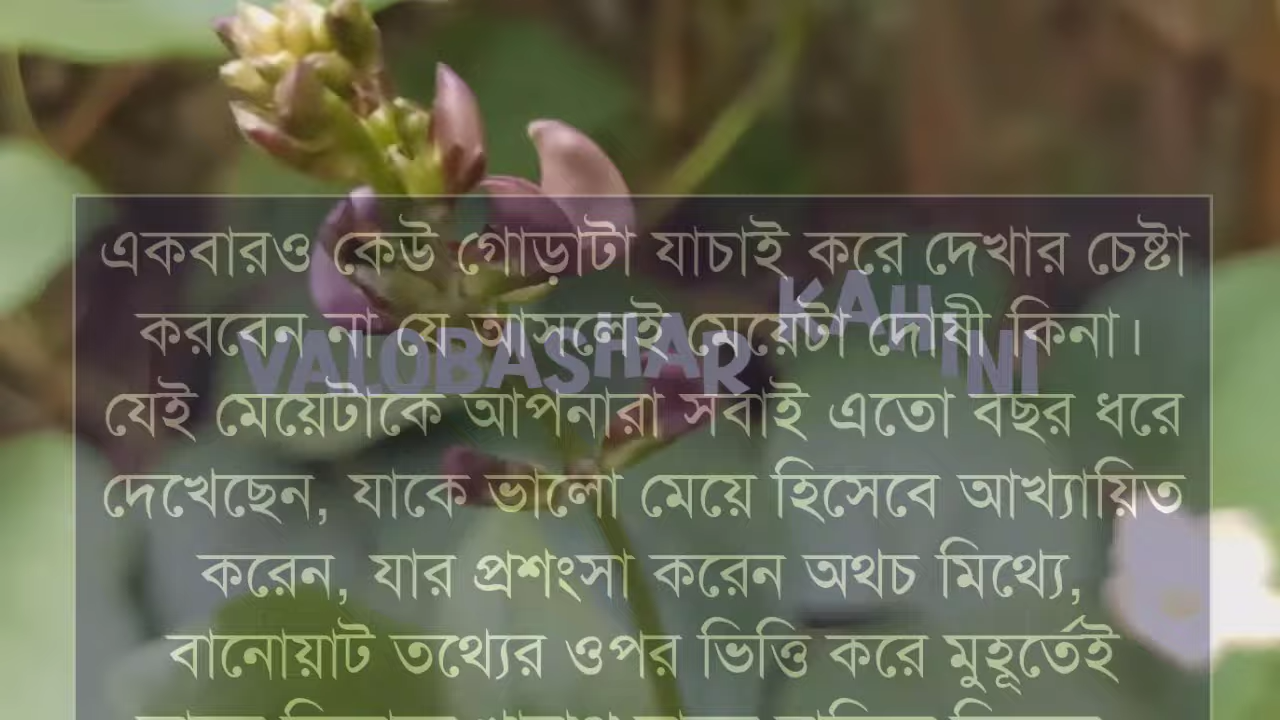 একবারও কেউ গোড়াটা যাচাই করে দেখার চেষ্টা
করবেন না যে আসলেই মেয়েটা দোষী কিনা।
VALOBASHAR KAHINI
যেই মেয়েটাকে আপনারা সবাই এতো বছর ধরে
দেখেছেন, যাকে ভালো মেয়ে হিসেবে আখ্যায়িত
করেন, যার প্রশংসা করেন অথচ মিথ্যে,
বানোয়াট তথ্যের ওপর ভিত্তি করে মুহূর্তেই